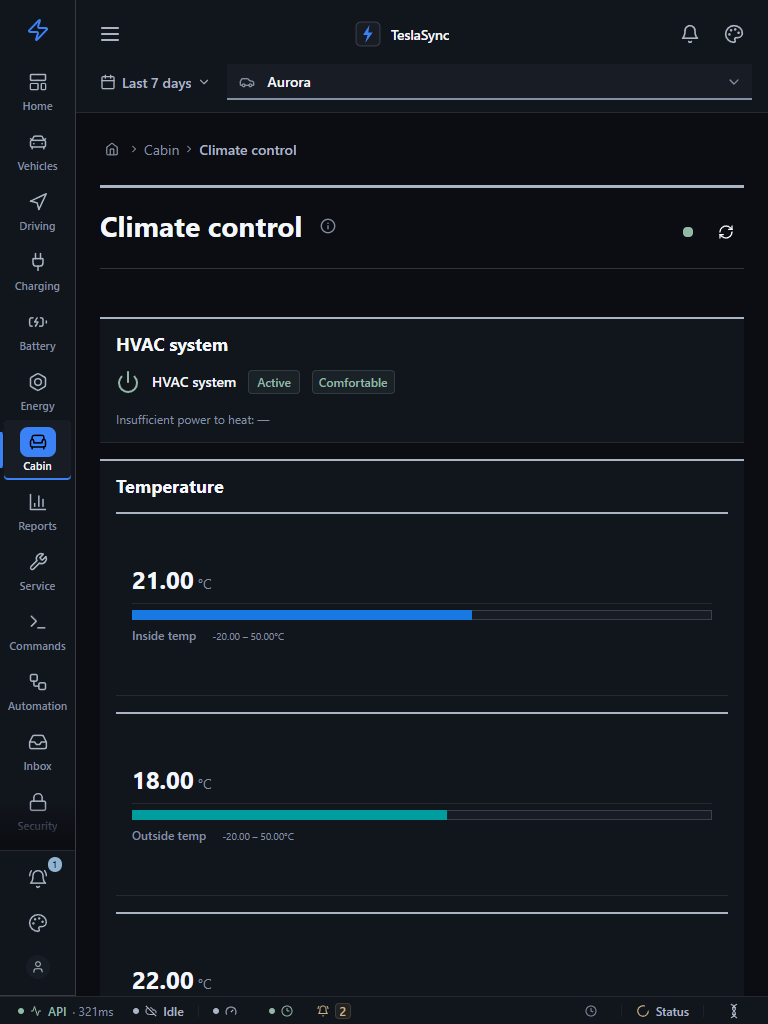 TeslaSync
Last 7 days
Aurora
Home
Vehicles
Driving
Charging
Battery
Energy
Cabin
Reports
Service
Commands
Automation
Inbox
Security
1
Cabin
Climate control
Climate control
HVAC system
HVAC system
Active
Comfortable
Insufficient power to heat: —
Temperature
21.00 °C
Inside temp -20.00 – 50.00°C
18.00 °C
Outside temp -20.00 – 50.00°C
22.00 °C
API · 321ms
Idle
2
Status